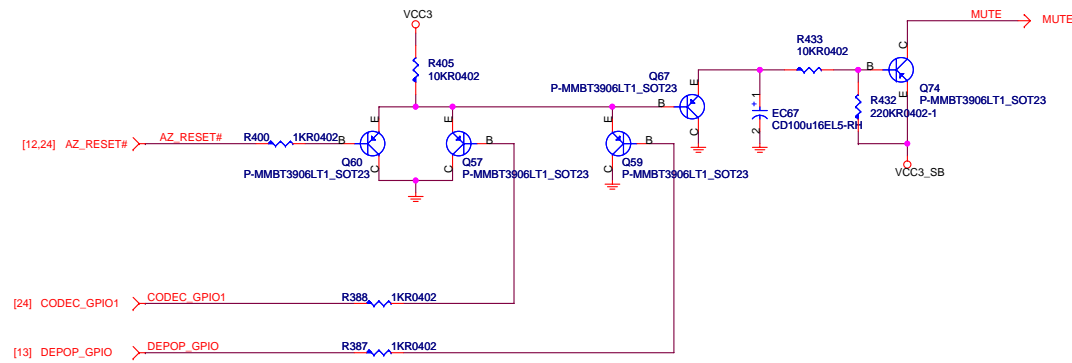 VCC3
MUTE
MUTE
R405
10KR0402
R433
10KR0402
Q67
P-MMBT3906LT1_SOT23
B
E
C
C
B
E
Q74
P-MMBT3906LT1_SOT23
R432
220KR0402-1
+
1
2
EC67
CD100u16EL5-RH
VCC3_SB
[12,24] AZ_RESET#
AZ_RESET#
R400
1KR0402
B
E
C
Q60
P-MMBT3906LT1_SOT23
E
B
C
Q57
P-MMBT3906LT1_SOT23
E
B
C
Q59
P-MMBT3906LT1_SOT23
[24] CODEC_GPIO1
CODEC_GPIO1
R388
1KR0402
[13] DEPOP_GPIO
DEPOP_GPIO
R387
1KR0402